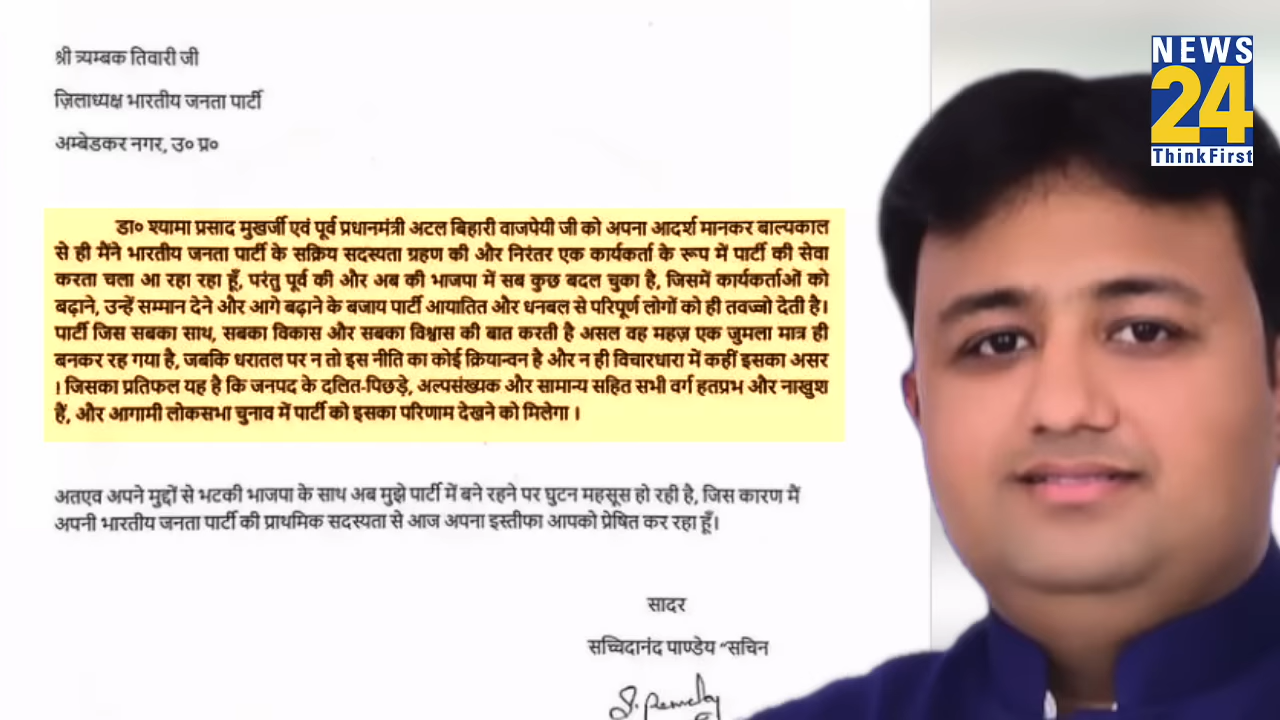 श्री त्र्यम्बक तिवारी जी
ज़िलाध्यक्ष भारतीय जनता पार्टी
अम्बेडकर नगर, उ० प्र०
डा० श्यामा प्रसाद मुखर्जी एवं पूर्व प्रधानमंत्री अटल बिहारी वाजपेयी जी को अपना आदर्श मानकर बाल्यकाल
से ही मैंने भारतीय जनता पार्टी के सक्रिय सदस्यता ग्रहण की और निरंतर एक कार्यकर्ता के रूप में पार्टी की सेवा
करता चला आ रहा रहा हूँ, परंतु पूर्व की और अब की भाजपा में सब कुछ बदल चुका है, जिसमें कार्यकर्ताओं को
बढ़ाने, उन्हें सम्मान देने और आगे बढ़ाने के बजाय पार्टी आयातित और धनबल से परिपूर्ण लोगों को ही तवज्जो देती है।
पार्टी जिस सबका साथ, सबका विकास और सबका विश्वास की बात करती है असल वह महज़ एक जुमला मात्र ही
बनकर रह गया है, जबकि धरातल पर न तो इस नीति का कोई क्रियान्वन है और न ही विचारधारा में कहीं इसका असर
। जिसका प्रतिफल यह है कि जनपद के दलित-पिछड़े, अल्पसंख्यक और सामान्य सहित सभी वर्ग हतप्रभ और नाखुश
हैं, और आगामी लोकसभा चुनाव में पार्टी को इसका परिणाम देखने को मिलेगा ।
अतएव अपने मुद्दों से भटकी भाजपा के साथ अब मुझे पार्टी में बने रहने पर घुटन महसूस हो रही है, जिस कारण मैं
अपनी भारतीय जनता पार्टी की प्राथमिक सदस्यता से आज अपना इस्तीफा आपको प्रेषित कर रहा हूँ।
सादर
सच्चिदानंद पाण्डेय "सचिन
NEWS
24
ThinkFirst